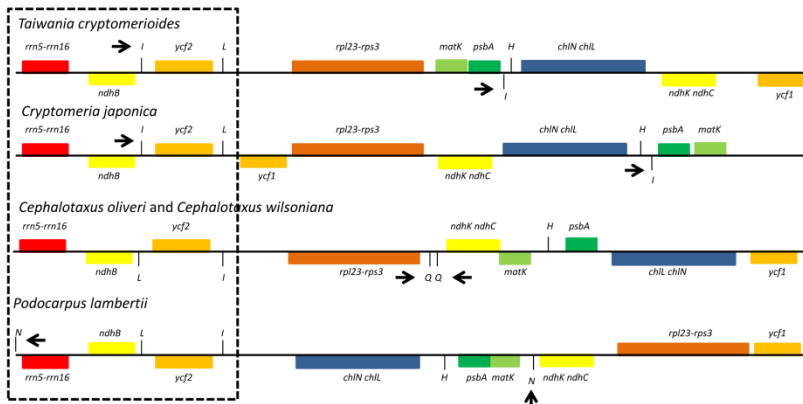 Taiwania cryptomerioides
rrn5-rrn16 I ycf2 L rpl23-rps3 matK psbA H chlN chlL
ndhB I ndhK ndhC ycf1
Cryptomeria japonica
rrn5-rrn16 I ycf2 L rpl23-rps3 chlN chlL H psbA matK
ndhB ycf1 ndhK ndhC I
Cephalotaxus oliveri and Cephalotaxus wilsoniana
rrn5-rrn16 ycf2 ndhK ndhC H psbA
ndhB L I rpl23-rps3 Q Q matK chlL chlN ycf1
Podocarpus lambertii
N ndhB L I rpl23-rps3 ycf1
rrn5-rrn16 ycf2 chlN chlL H psbA matK N ndhK ndhC